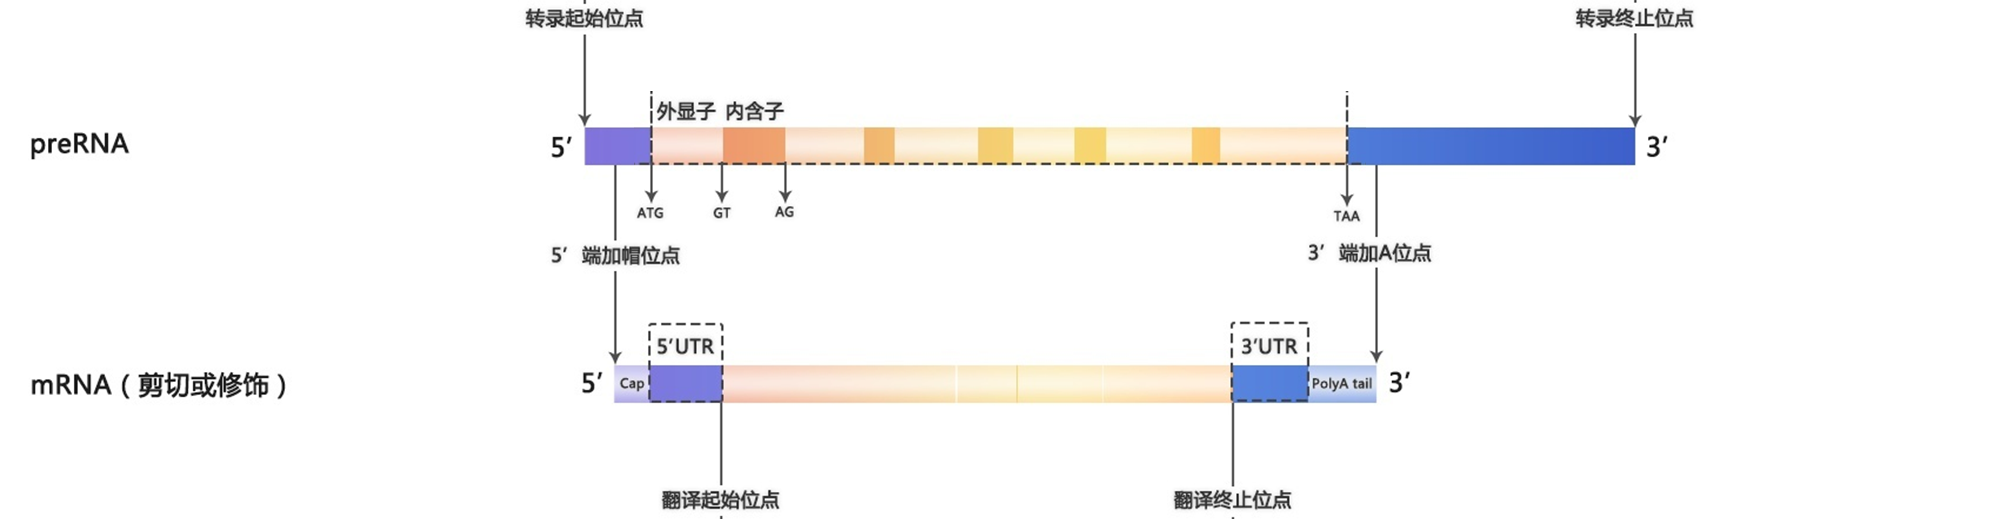 转录起始位点 转录终止位点
外显子 内含子
preRNA 5′ 3′
ATG GT AG TAA
5′ 端加帽位点 3′ 端加A位点
5′UTR 3′UTR
mRNA（剪切或修饰） 5′ Cap PolyA tail 3′
翻译起始位点 翻译终止位点